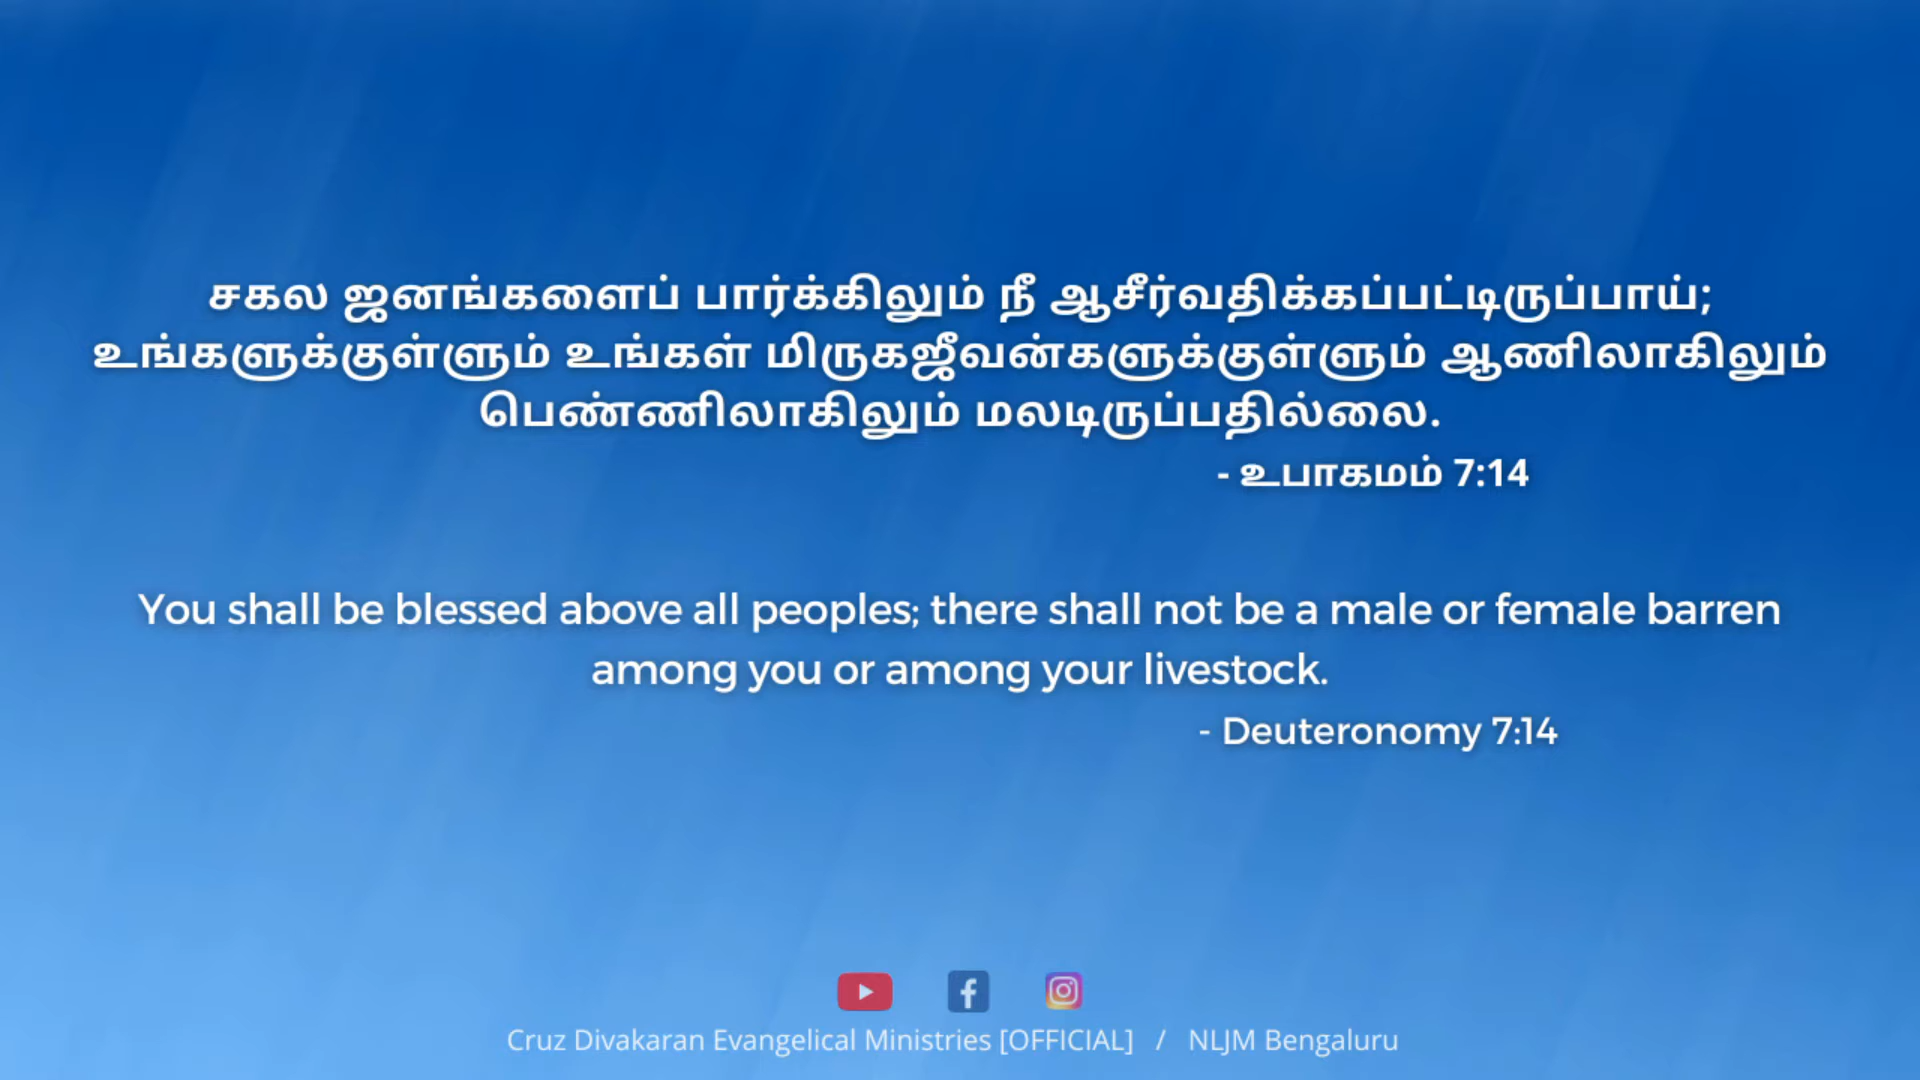 சகல ஜனங்களைப் பார்க்கிலும் நீ ஆசீர்வதிக்கப்பட்டிருப்பாய்;
உங்களுக்குள்ளும் உங்கள் மிருகஜீவன்களுக்குள்ளும் ஆணிலாகிலும்
பெண்ணிலாகிலும் மலடிருப்பதில்லை.
- உபாகமம் 7:14
You shall be blessed above all peoples; there shall not be a male or female barren
among you or among your livestock.
- Deuteronomy 7:14
Cruz Divakaran Evangelical Ministries [OFFICIAL] / NLJM Bengaluru